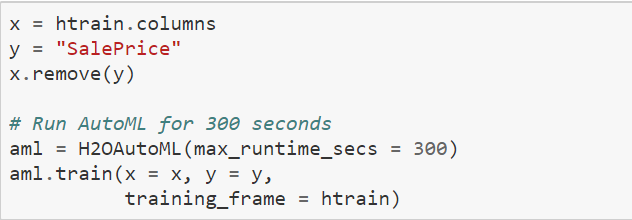 x = htrain.columns
y = "SalePrice"
x.remove(y)
# Run AutoML for 300 seconds
aml = H2OAutoML(max_runtime_secs = 300)
aml.train(x = x, y = y,
          training_frame = htrain)